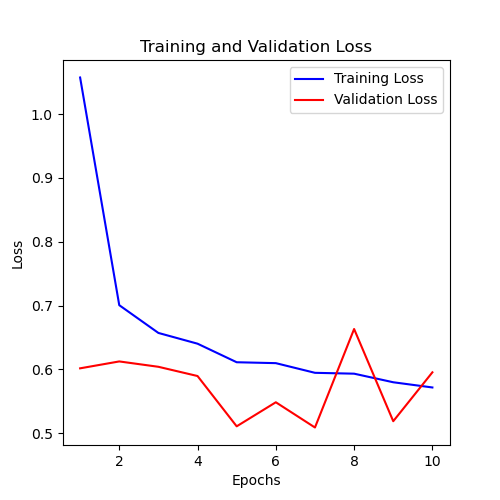 Training and Validation Loss
Training Loss
Validation Loss
1.0
0.9
0.8
0.7
0.6
0.5
Loss
2 4 6 8 10
Epochs